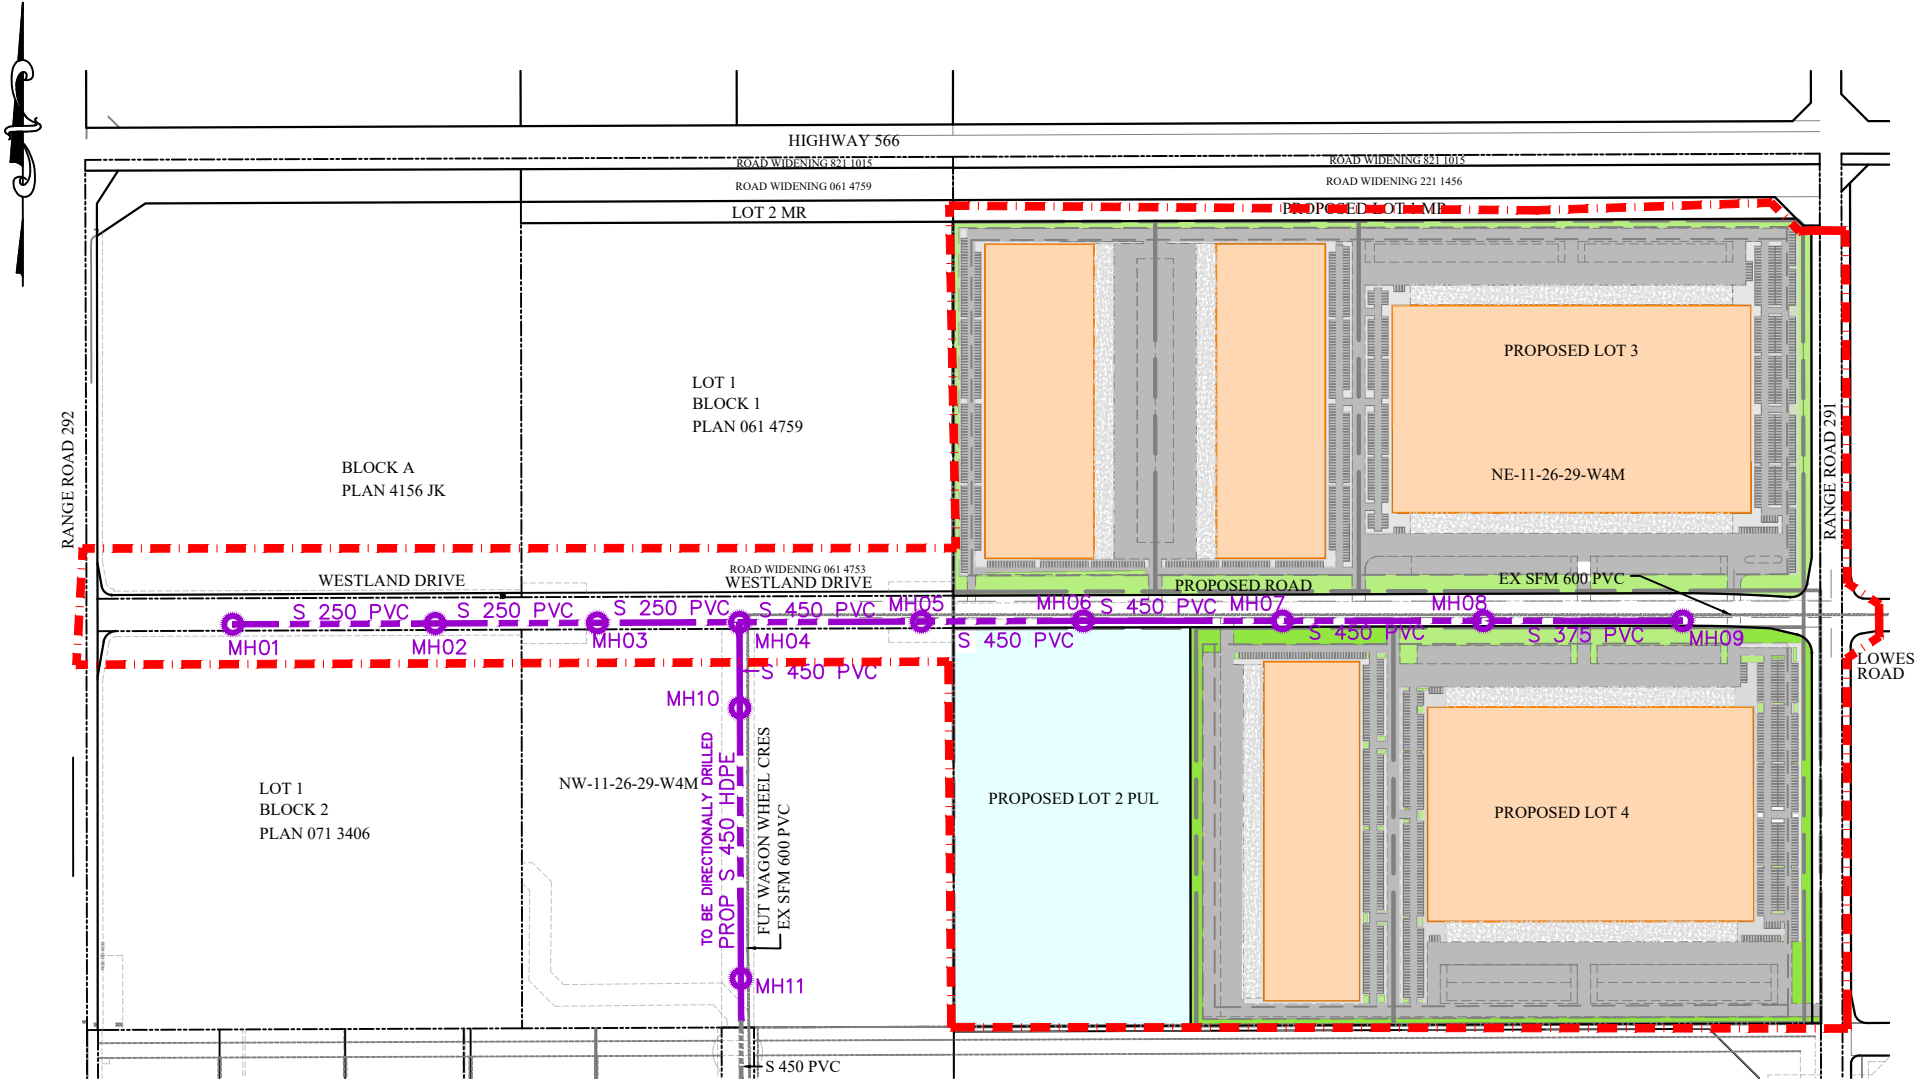 HIGHWAY 566
ROAD WIDENING 821 1015
ROAD WIDENING 821 1015
ROAD WIDENING 061 4759
ROAD WIDENING 221 1456
LOT 2 MR
PROPOSED LOT 1 MR
PROPOSED LOT 3
LOT 1
BLOCK 1
PLAN 061 4759
BLOCK A
PLAN 4156 JK
NE-11-26-29-W4M
RANGE ROAD 292
RANGE ROAD 291
ROAD WIDENING 061 4753
WESTLAND DRIVE
WESTLAND DRIVE
PROPOSED ROAD
EX SFM 600 PVC
S 250 PVC
S 250 PVC
S 250 PVC
S 450 PVC
MH05
MH06
S 450 PVC
MH07
MH08
MH01
MH02
MH03
MH04
S 450 PVC
S 450 PVC
S 375 PVC
MH09
LOWES
ROAD
S 450 PVC
MH10
TO BE DIRECTIONALLY DRILLED
PROP S 450 HDPE
FUT WAGON WHEEL CRES
EX SFM 600 PVC
LOT 1
BLOCK 2
PLAN 071 3406
NW-11-26-29-W4M
PROPOSED LOT 2 PUL
PROPOSED LOT 4
MH11
S 450 PVC